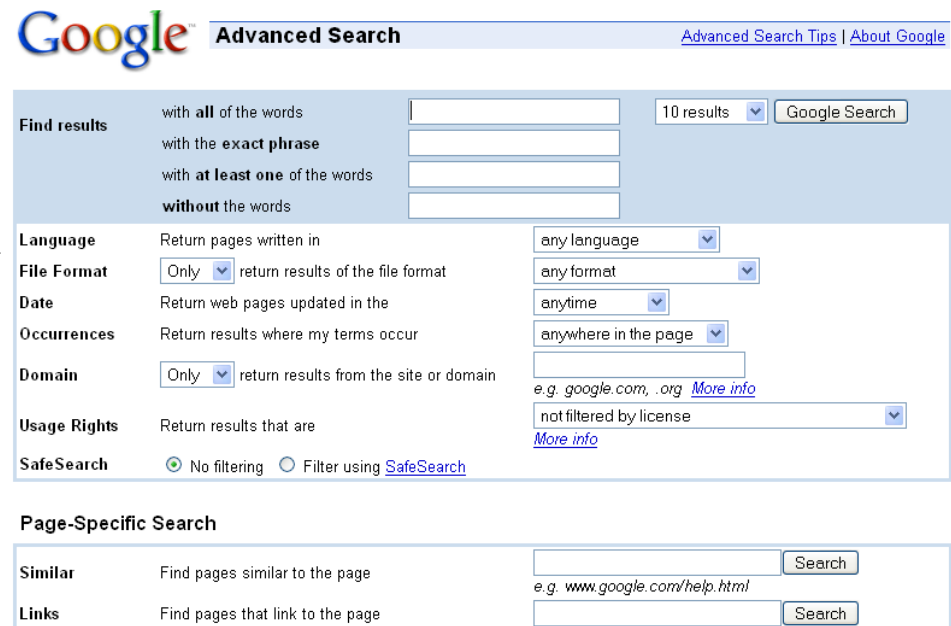 Google™ Advanced Search Advanced Search Tips | About Google
Find results with all of the words 10 results Google Search
with the exact phrase
with at least one of the words
without the words
Language Return pages written in any language
File Format Only return results of the file format any format
Date Return web pages updated in the anytime
Occurrences Return results where my terms occur anywhere in the page
Domain Only return results from the site or domain
e.g. google.com, .org More info
Usage Rights Return results that are not filtered by license
More info
SafeSearch No filtering Filter using SafeSearch
Page-Specific Search
Similar Find pages similar to the page Search
e.g. www.google.com/help.html
Links Find pages that link to the page Search